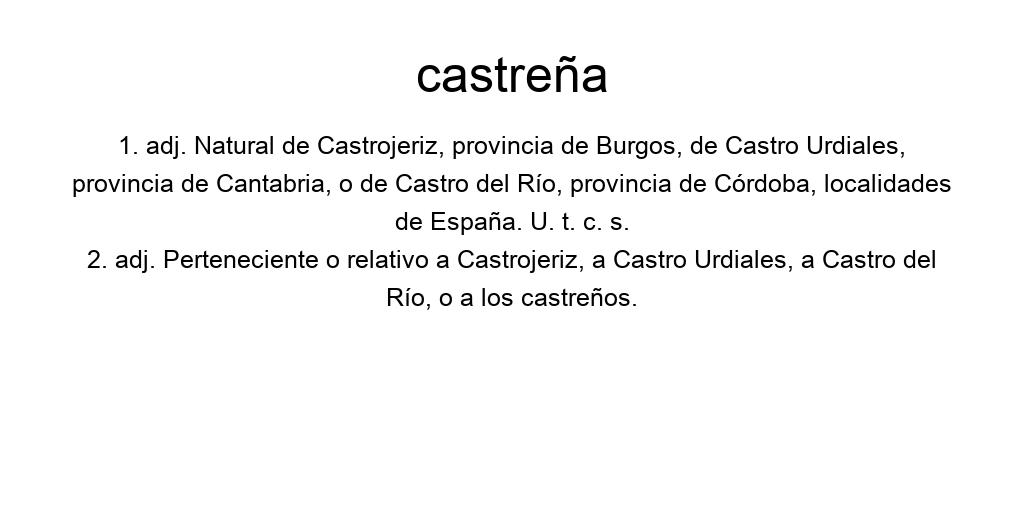 castreña
1. adj. Natural de Castrojeriz, provincia de Burgos, de Castro Urdiales,
provincia de Cantabria, o de Castro del Río, provincia de Córdoba, localidades
de España. U. t. c. s.
2. adj. Perteneciente o relativo a Castrojeriz, a Castro Urdiales, a Castro del
Río, o a los castreños.